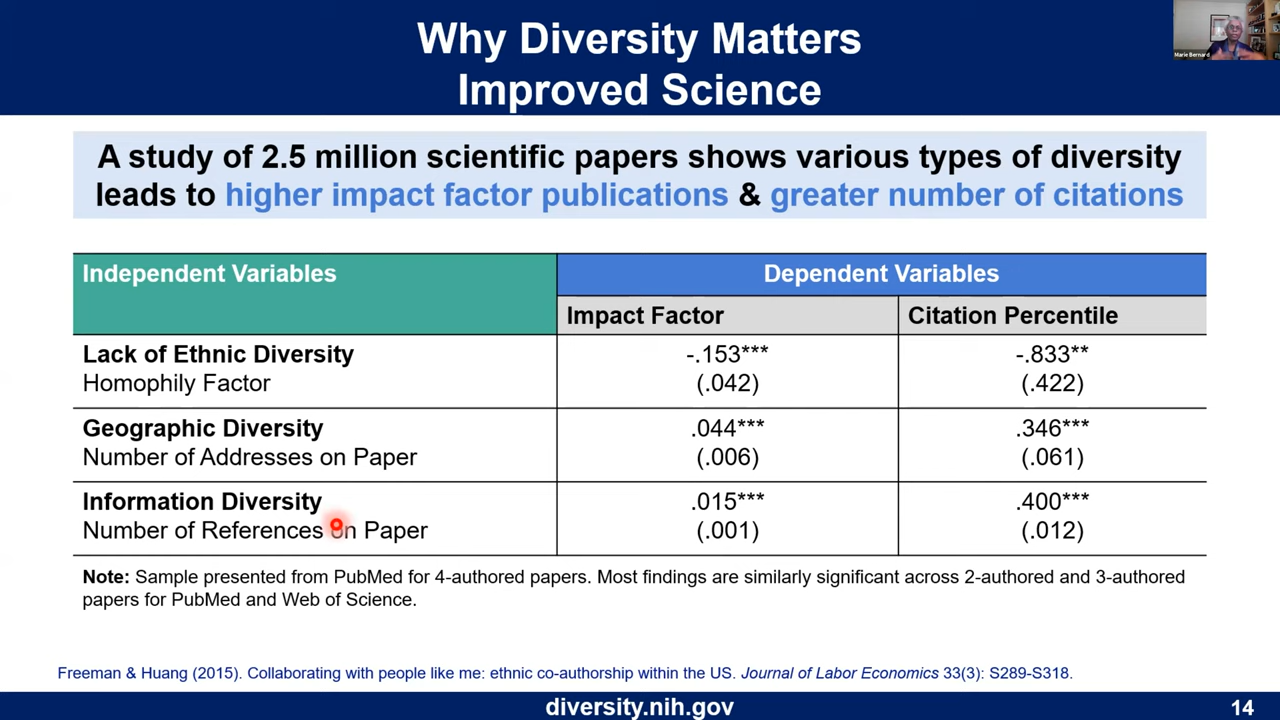 Why Diversity Matters
Improved Science
Marie Bernard
A study of 2.5 million scientific papers shows various types of diversity
leads to higher impact factor publications & greater number of citations
Independent Variables
Dependent Variables
Impact Factor
Citation Percentile
Lack of Ethnic Diversity
Homophily Factor
-.153***
(.042)
-.833**
(.422)
Geographic Diversity
Number of Addresses on Paper
.044***
(.006)
.346***
(.061)
Information Diversity
Number of References on Paper
.015***
(.001)
.400***
(.012)
Note: Sample presented from PubMed for 4-authored papers. Most findings are similarly significant across 2-authored and 3-authored
papers for PubMed and Web of Science.
Freeman & Huang (2015). Collaborating with people like me: ethnic co-authorship within the US. Journal of Labor Economics 33(3): S289-S318.
diversity.nih.gov
14